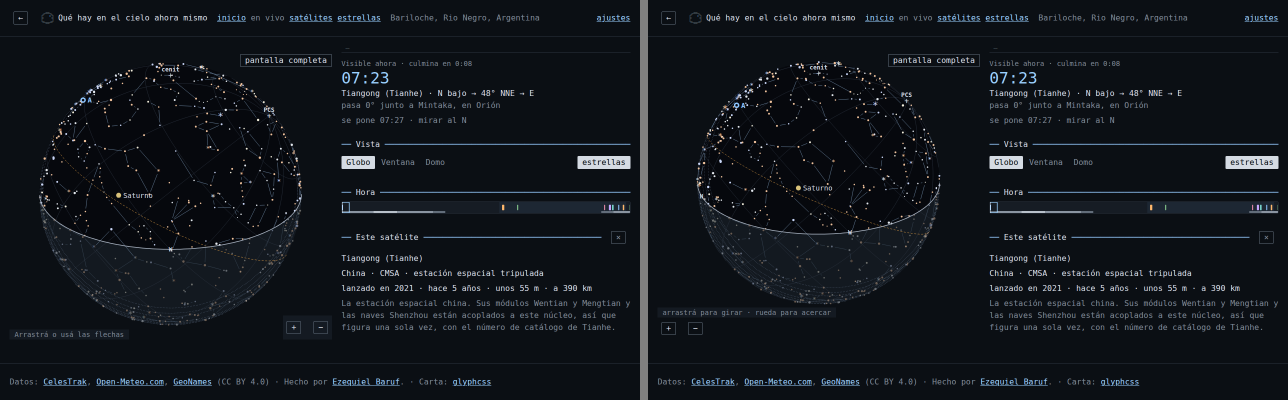 ← Qué hay en el cielo ahora mismo inicio en vivo satélites estrellas Bariloche, Rio Negro, Argentina ajustes
pantalla completa
cenit
A
PCS
Saturno
Arrastrá o usá las flechas
+ −
Visible ahora · culmina en 0:08
07:23
Tiangong (Tianhe) · N bajo → 48° NNE → E
pasa 0° junto a Mintaka, en Orión
se pone 07:27 · mirar al N
Vista
Globo Ventana Domo estrellas
Hora
Este satélite ×
Tiangong (Tianhe)
China · CMSA · estación espacial tripulada
lanzado en 2021 · hace 5 años · unos 55 m · a 390 km
La estación espacial china. Sus módulos Wentian y Mengtian y
las naves Shenzhou están acoplados a este núcleo, así que
figura una sola vez, con el número de catálogo de Tianhe.
Datos: CelesTrak, Open-Meteo.com, GeoNames (CC BY 4.0) · Hecho por Ezequiel Baruf. · Carta: glyphcss
← Qué hay en el cielo ahora mismo inicio en vivo satélites estrellas Bariloche, Rio Negro, Argentina ajustes
pantalla completa
cenit
A
PCS
Saturno
arrastrá para girar · rueda para acercar
+ −
Visible ahora · culmina en 0:08
07:23
Tiangong (Tianhe) · N bajo → 48° NNE → E
pasa 0° junto a Mintaka, en Orión
se pone 07:27 · mirar al N
Vista
Globo Ventana Domo estrellas
Hora
Este satélite ×
Tiangong (Tianhe)
China · CMSA · estación espacial tripulada
lanzado en 2021 · hace 5 años · unos 55 m · a 390 km
La estación espacial china. Sus módulos Wentian y Mengtian y
las naves Shenzhou están acoplados a este núcleo, así que
figura una sola vez, con el número de catálogo de Tianhe.
Datos: CelesTrak, Open-Meteo.com, GeoNames (CC BY 4.0) · Hecho por Ezequiel Baruf. · Carta: glyphcss